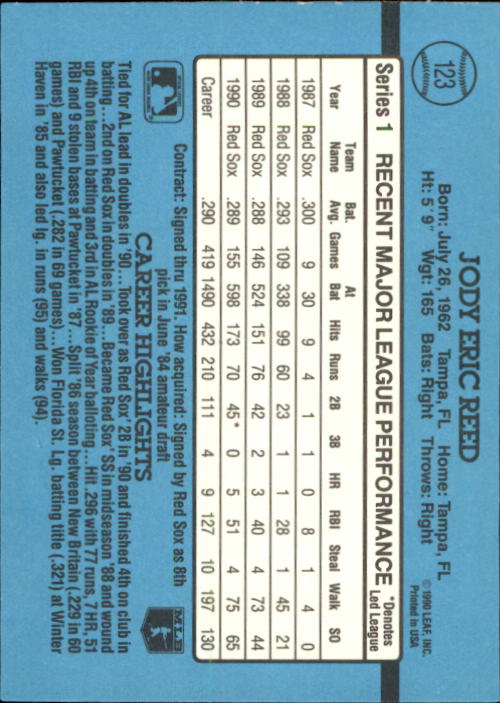 123
JODY ERIC REED
Born: July 26, 1962 Tampa, FL Home: Tampa, FL
Ht: 5' 9" Wgt: 165 Bats: Right Throws: Right
© 1990 LEAF, INC.
Printed in USA
Series 1 RECENT MAJOR LEAGUE PERFORMANCE *Denotes Led League
Year Team Name Bat. Avg. Games At Bat Hits Runs 2B 3B HR RBI Steal Walk SO
1987 Red Sox .300 9 30 9 4 1 1 0 8 1 4 0
1988 Red Sox .293 109 338 99 60 23 1 1 28 1 45 21
1989 Red Sox .288 146 524 151 76 42 2 3 40 4 73 44
1990 Red Sox .289 155 598 173 70 45* 0 5 51 4 75 65
Career .290 419 1490 432 210 111 4 9 127 10 197 130
Contract: Signed thru 1991. How acquired: Signed by Red Sox as 8th
pick in June '84 amateur draft
MLB
CAREER HIGHLIGHTS
Tied for AL lead in doubles in '90...Took over as Red Sox' 2B in '90 and finished 4th on club in
batting...2nd on Red Sox in doubles in '89...Became Red Sox' SS in midseason '88 and wound
up 4th on team in batting and 3rd in AL Rookie of Year balloting...Hit .296 with 77 runs, 7 HR, 51
RBI and 9 stolen bases at Pawtucket in '87...Split '86 season between New Britain (.229 in 60
games) and Pawtucket (.282 in 69 games)...Won Florida St. Lg. batting title (.321) at Winter
Haven in '85 and also led lg. in runs (95) and walks (94).